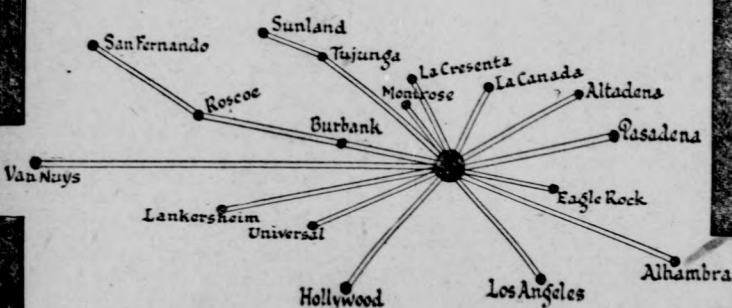 Sunland
San Fernando
Tujunga
La Cresenta
La Canada
Montrose
Altadena
Roscoe
Burbank
Pasadena
Van Nuys
Eagle Rock
Lankersheim
Universal
Alhambra
Hollywood
Los Angeles